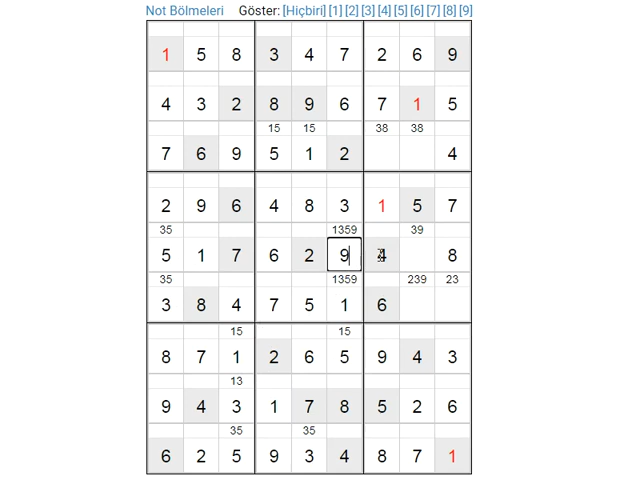 Not Bölmeleri Göster: [Hiçbiri] [1] [2] [3] [4] [5] [6] [7] [8] [9]
1 5 8 3 4 7 2 6 9
4 3 2 8 9 6 7 1 5
15 15 38 38
7 6 9 5 1 2 4
2 9 6 4 8 3 1 5 7
35 1359 39
5 1 7 6 2 9 8
35 1359 239 23
3 8 4 7 5 1 6
15 15
8 7 1 2 6 5 9 4 3
13
9 4 3 1 7 8 5 2 6
35 35
6 2 5 9 3 4 8 7 1